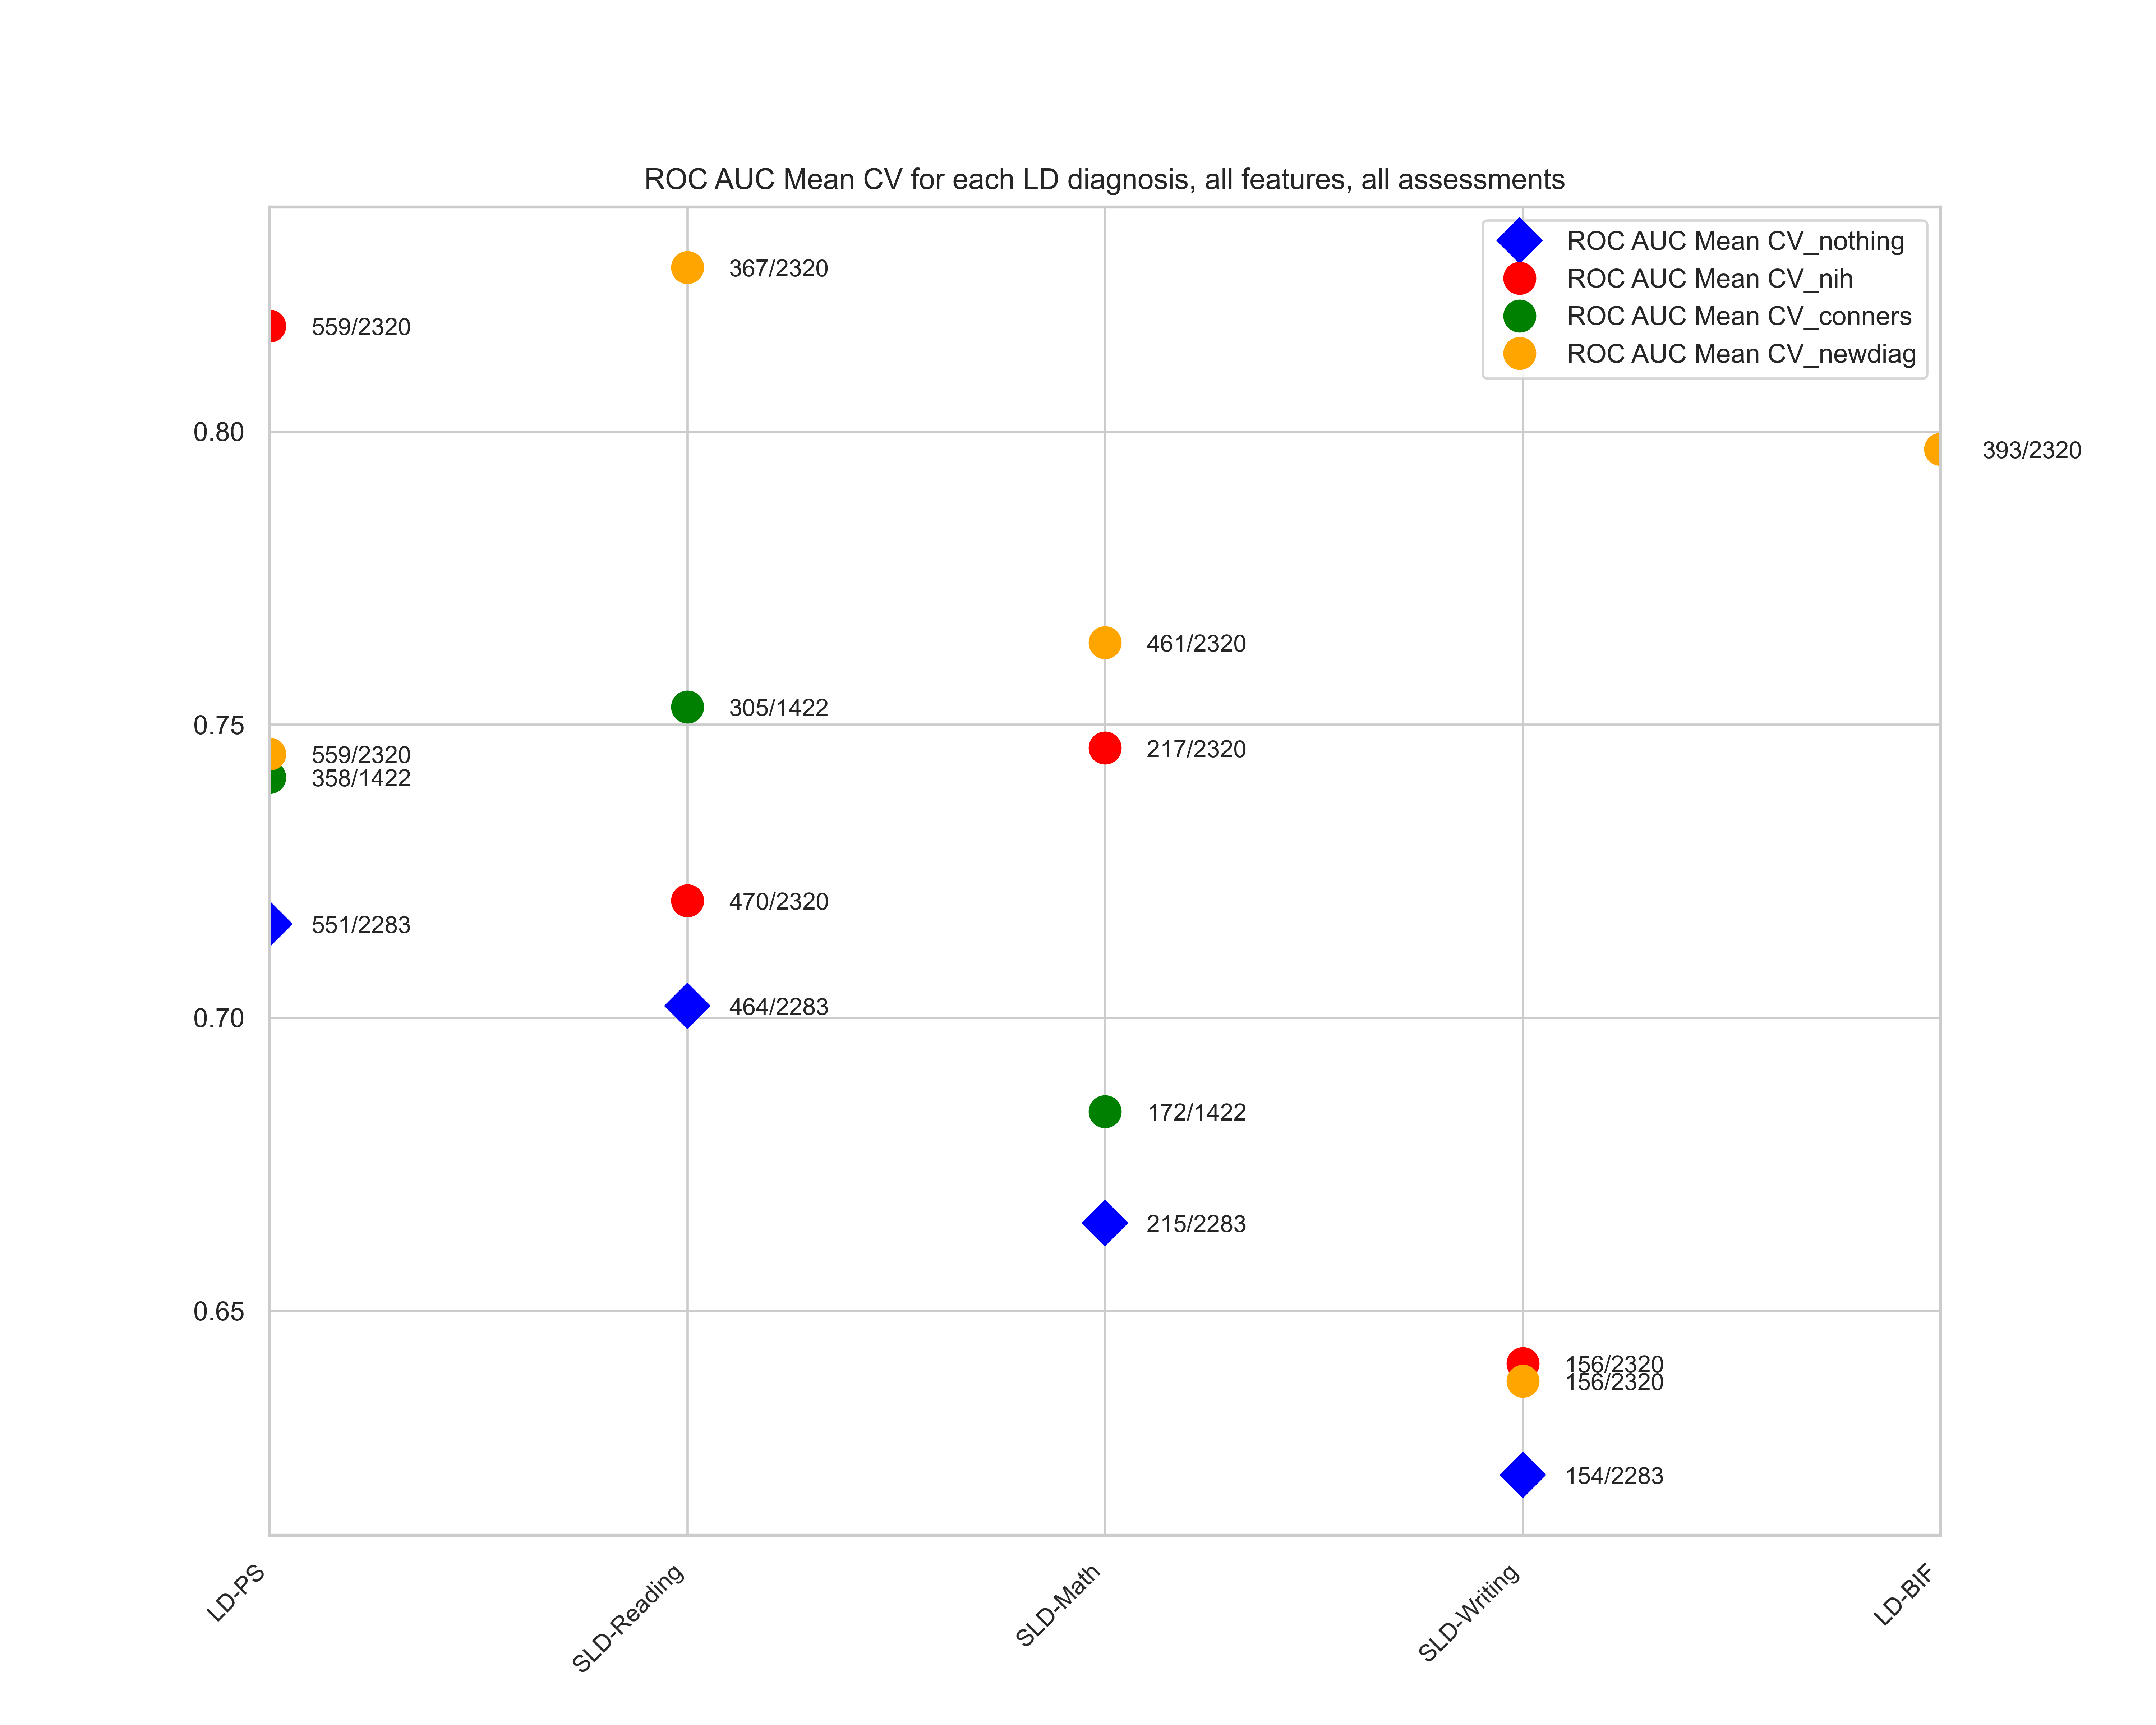 ROC AUC Mean CV for each LD diagnosis, all features, all assessments
ROC AUC Mean CV_nothing
ROC AUC Mean CV_nih
ROC AUC Mean CV_conners
ROC AUC Mean CV_newdiag
367/2320
559/2320
0.80
393/2320
461/2320
305/1422
0.75
217/2320
559/2320
358/1422
470/2320
551/2283
464/2283
0.70
172/1422
215/2283
0.65
156/2320
156/2320
154/2283
LD-PS
SLD-Reading
SLD-Math
SLD-Writing
LD-BIF